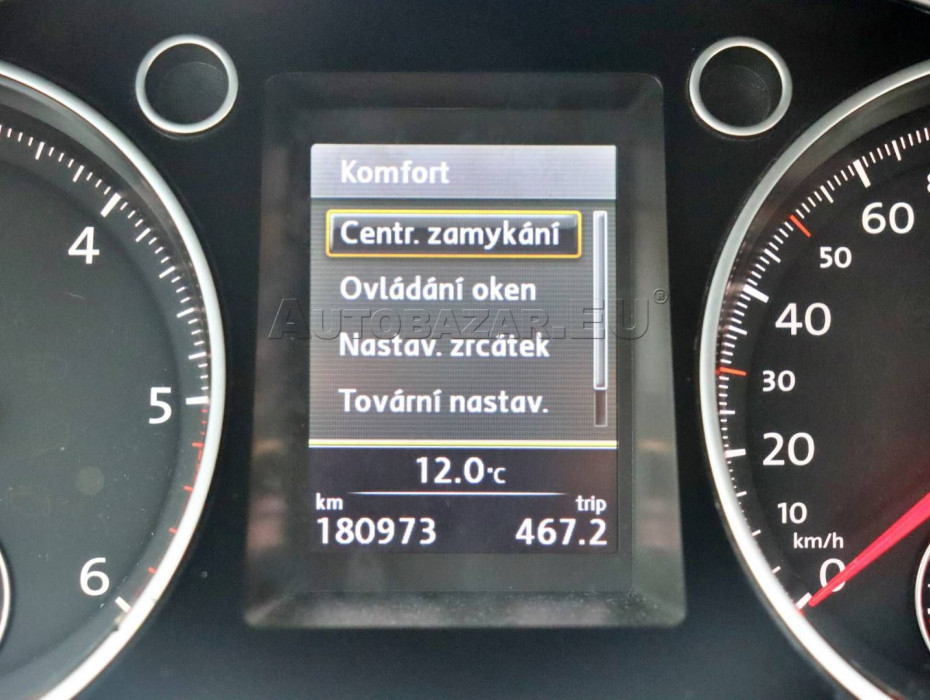 Komfort
Centr. zamykání
Ovládání oken
Nastav. zrcátek
Tovární nastav.
12.0°C
km trip
180973 467.2
AUTOBAZAR.EU®
4
5
6
60
50
40
30
20
10
km/h
0